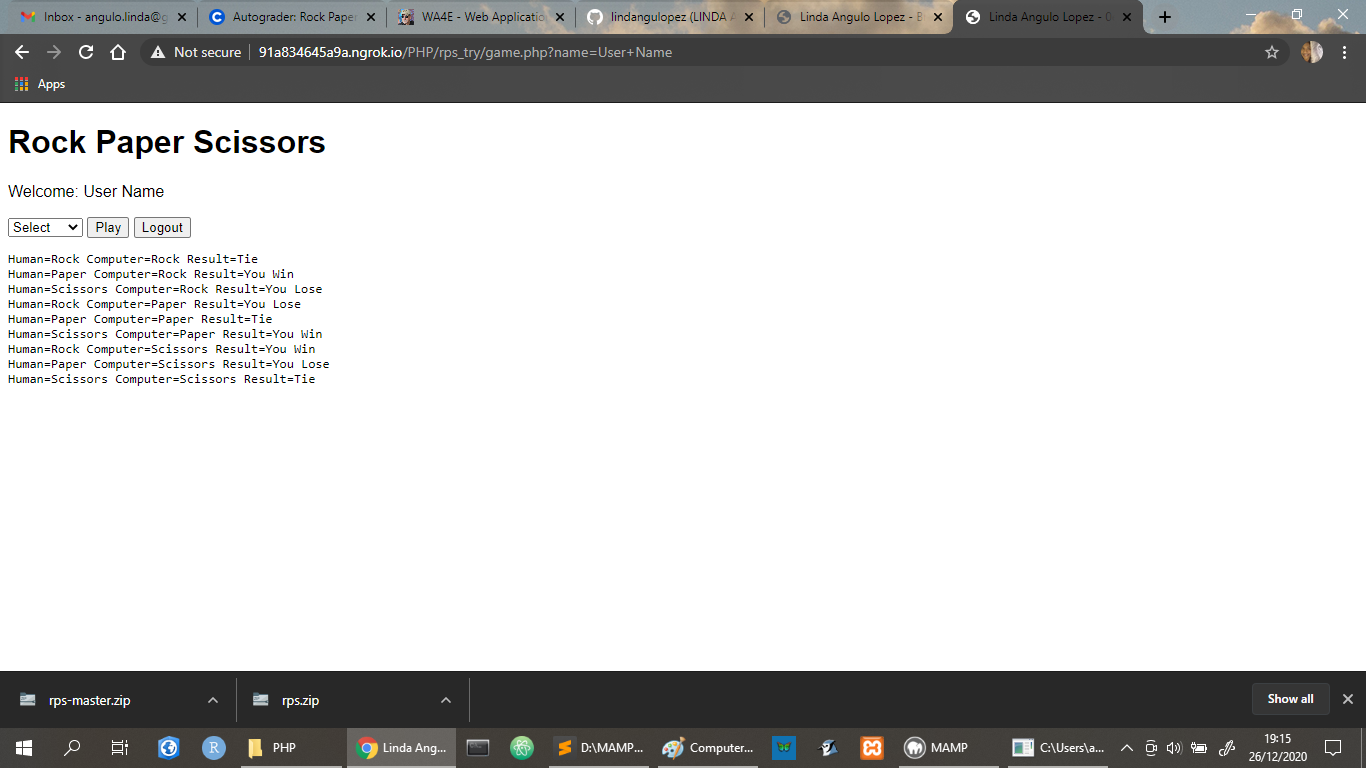 Inbox - angulo.linda@g
Autograder: Rock Paper
WA4E - Web Applicatio
lindangulopez (LINDA A
Linda Angulo Lopez - B
Linda Angulo Lopez - 0
Not secure
91a834645a9a.ngrok.io/PHP/rps_try/game.php?name=User+Name
Apps
Rock Paper Scissors
Welcome: User Name
Select Play Logout
Human=Rock Computer=Rock Result=Tie
Human=Paper Computer=Rock Result=You Win
Human=Scissors Computer=Rock Result=You Lose
Human=Rock Computer=Paper Result=You Lose
Human=Paper Computer=Paper Result=Tie
Human=Scissors Computer=Paper Result=You Win
Human=Rock Computer=Scissors Result=You Win
Human=Paper Computer=Scissors Result=You Lose
Human=Scissors Computer=Scissors Result=Tie
rps-master.zip
rps.zip
Show all
R
PHP
Linda Ang...
D:\MAMP...
Computer...
MAMP
C:\Users\a...
19:15
26/12/2020